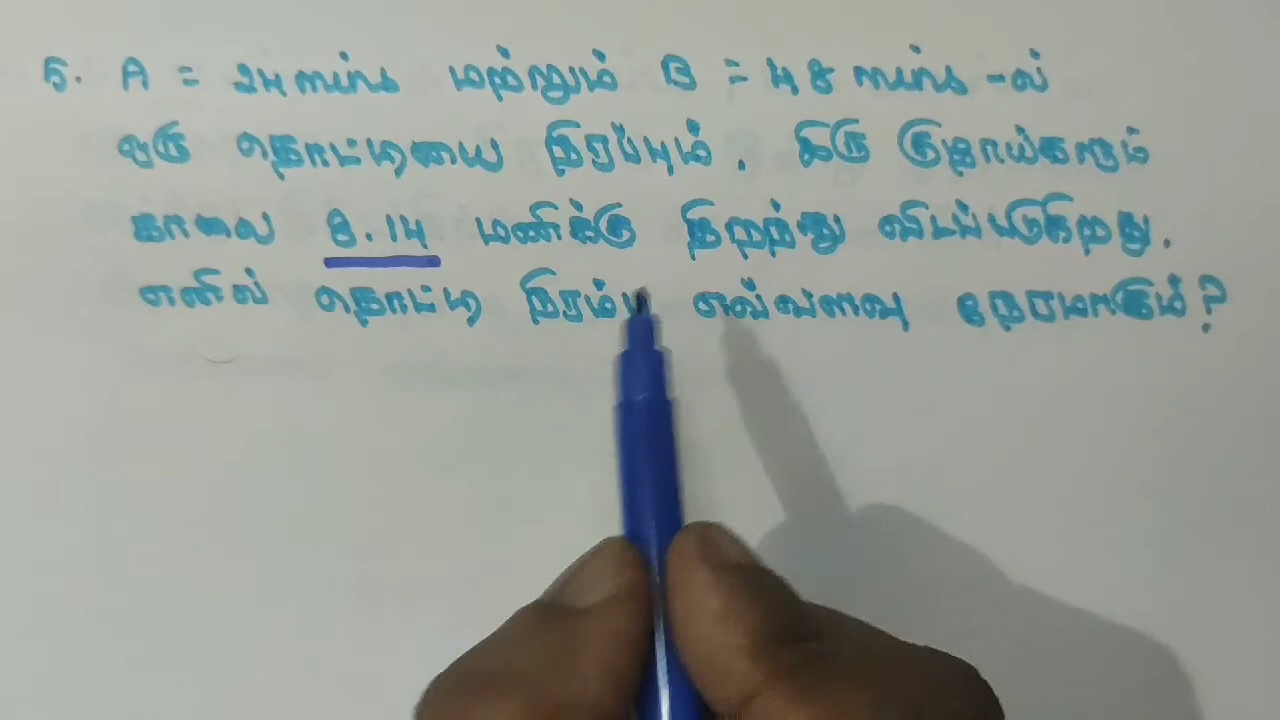 5. A = 24 mins மற்றும் B = 48 mins -ல்
ஒரு தொட்டியை நிரப்பும். இரு குழாய்களும்
காலை 8.14 மணிக்கு திறந்து விடப்படுகிறது.
எனில் தொட்டி நிரம்ப எவ்வளவு நேரமாகும்?